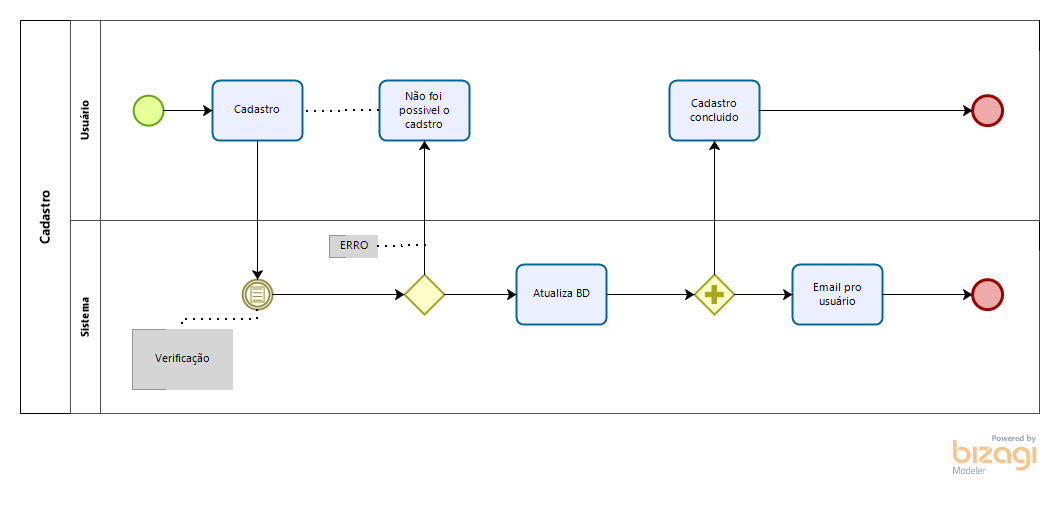 Cadastro
Usuário
Cadastro
Não foi
possivel o
cadstro
Cadastro
concluido
Sistema
ERRO
Atualiza BD
Email pro
usuário
Verificação
Powered by
bizagi
Modeler